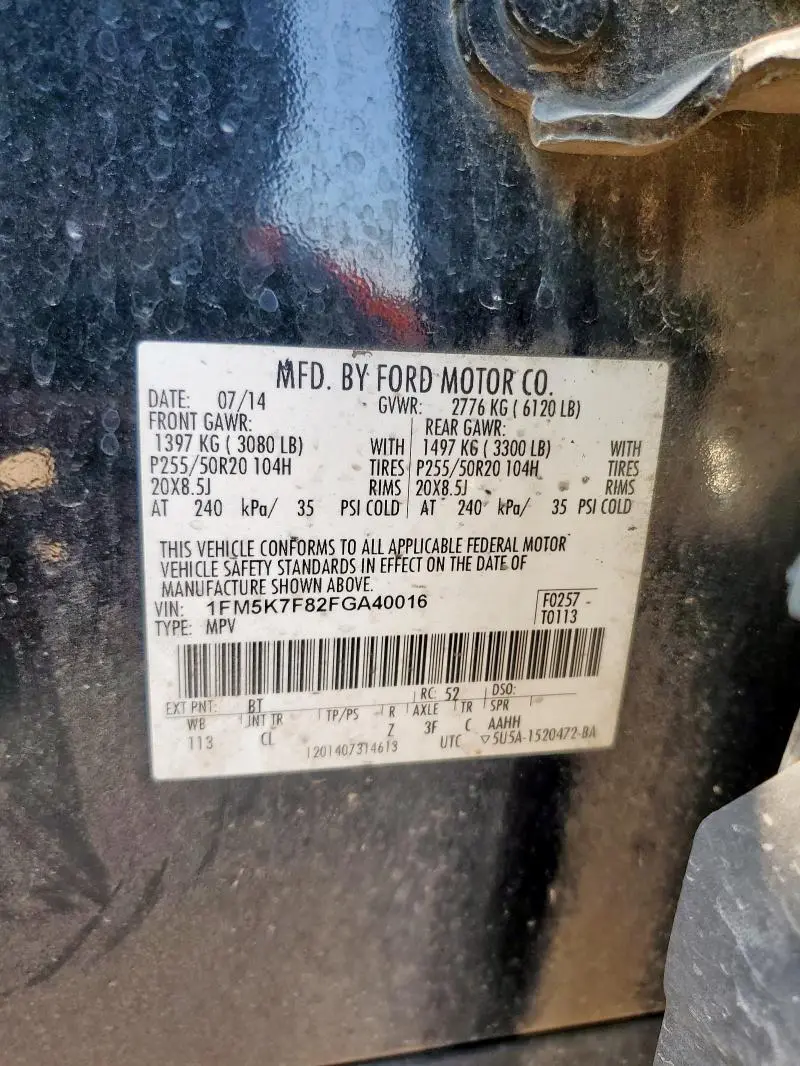 MFD. BY FORD MOTOR CO.
DATE: 07/14 GVWR: 2776 KG ( 6120 LB)
FRONT GAWR: REAR GAWR:
1397 KG ( 3080 LB) WITH 1497 KG ( 3300 LB) WITH
P255/50R20 104H TIRES P255/50R20 104H TIRES
20X8.5J RIMS 20X8.5J RIMS
AT 240 kPa/ 35 PSI COLD AT 240 kPa/ 35 PSI COLD
THIS VEHICLE CONFORMS TO ALL APPLICABLE FEDERAL MOTOR
VEHICLE SAFETY STANDARDS IN EFFECT ON THE DATE OF
MANUFACTURE SHOWN ABOVE.
VIN: 1FM5K7F82FGA40016 F0257
TYPE: MPV T0113
EXT PNT: BT RC: 52 DSO:
WB INT TR TP/PS R AXLE TR SPR
113 CL Z 3F C AAHH
1201407314613 UTC ▽5U5A-1520472-BA